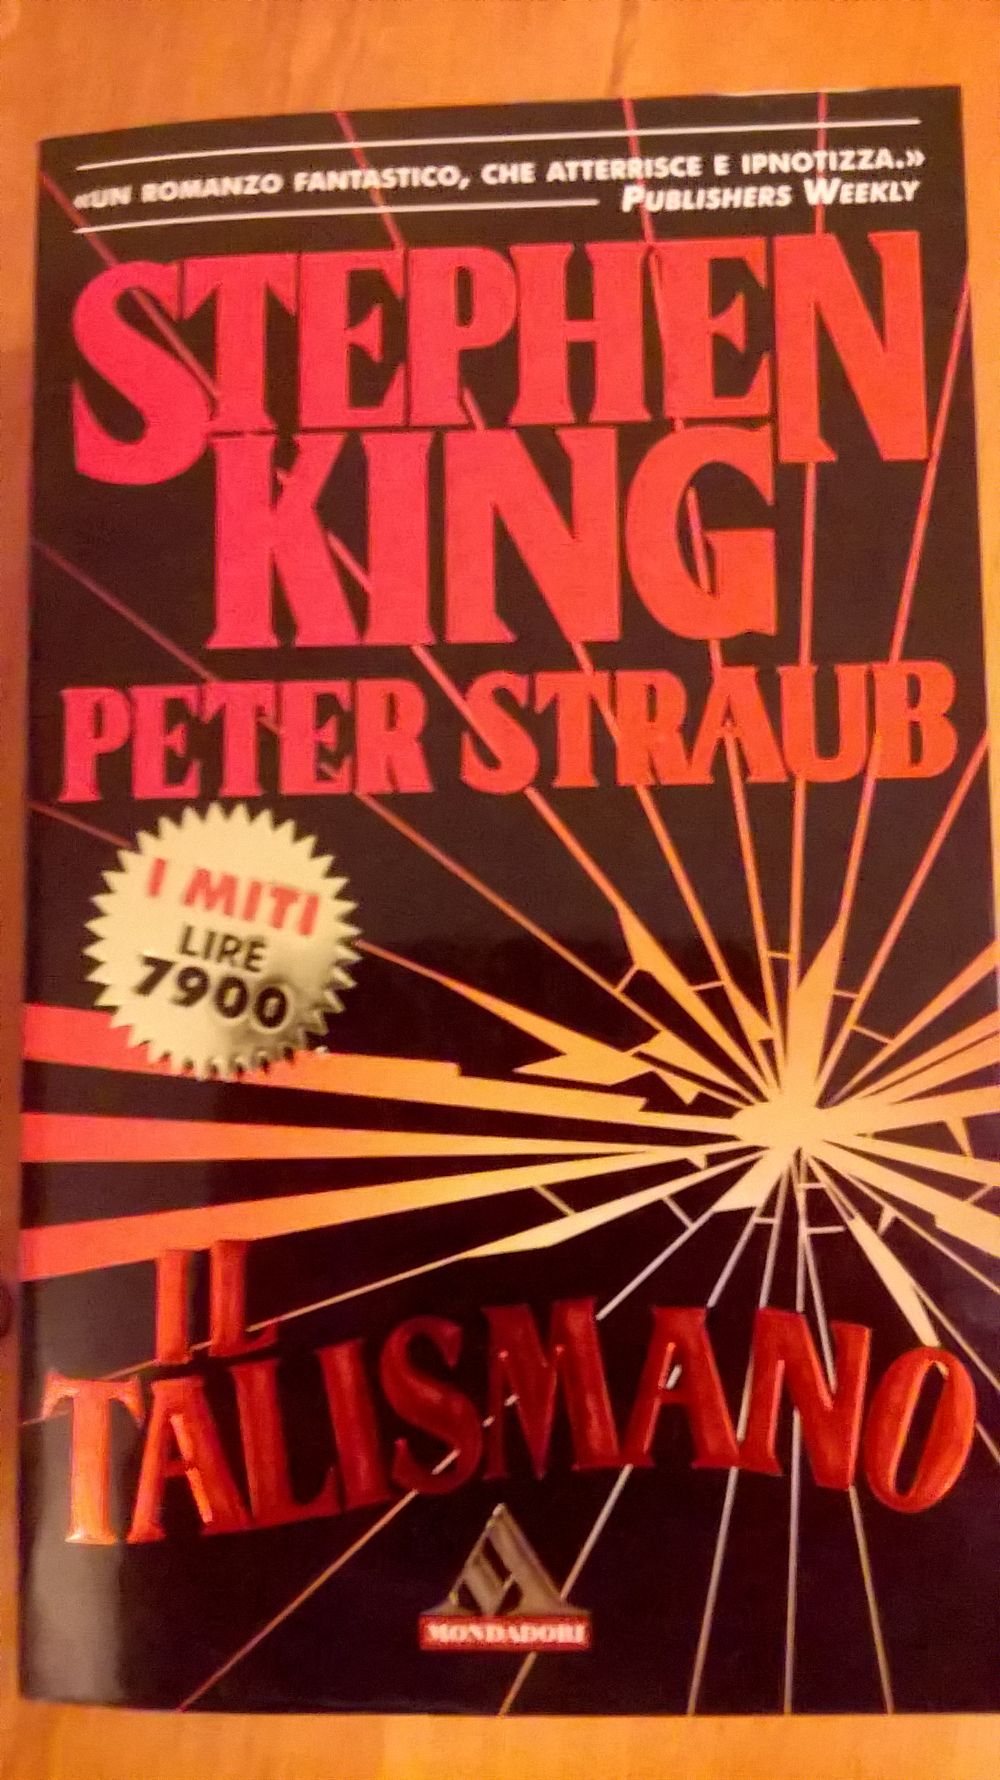 «UN ROMANZO FANTASTICO, CHE ATTERRISCE E IPNOTIZZA.»
PUBLISHERS WEEKLY
STEPHEN
KING
PETER STRAUB
I MITI
LIRE
7900
IL
TALISMANO
MONDADORI